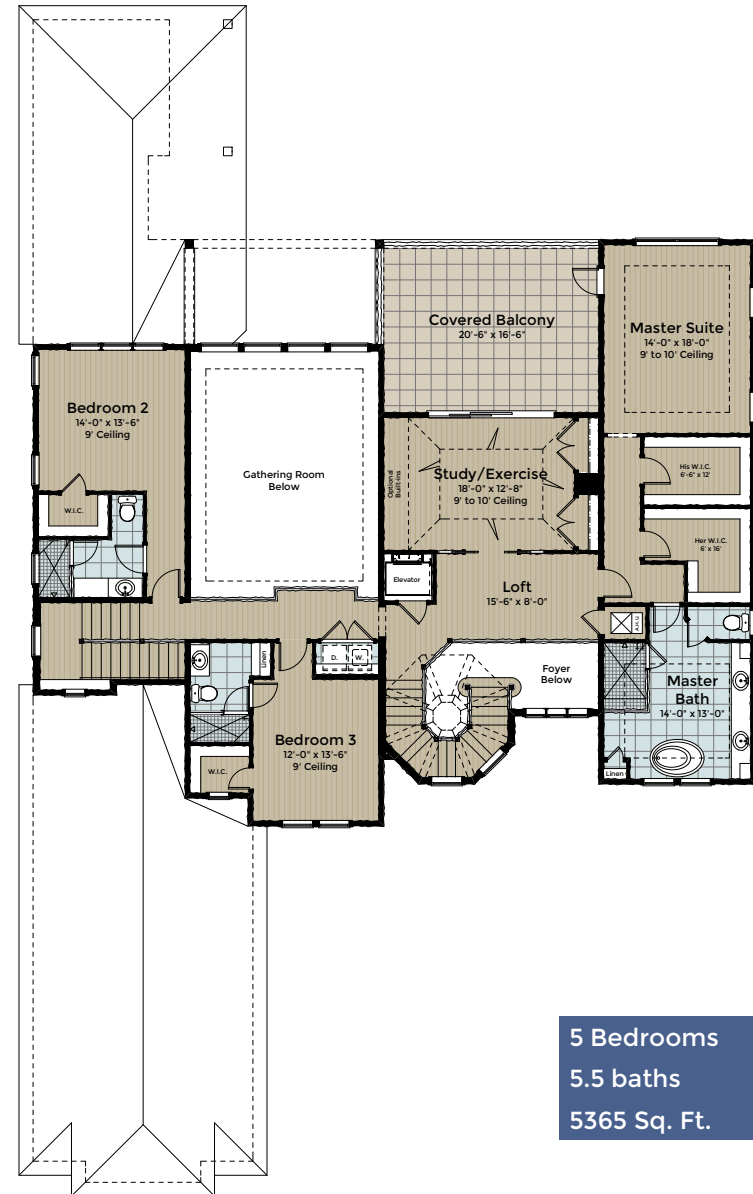 Covered Balcony
20'-6" x 16'-6"
Master Suite
14'-0" x 18'-0"
9' to 10' Ceiling
Bedroom 2
14'-0" x 13'-6"
9' Ceiling
Gathering Room
Below
Optional
Built-ins
Study/Exercise
18'-0" x 12'-8"
9' to 10' Ceiling
His W.I.C.
6'-6" x 12'
W.I.C.
Her W.I.C.
6' x 16'
Elevator
Loft
15'-6" x 8'-0"
A.H.U.
Linen
D.
W.
Foyer
Below
Master
Bath
14'-0" x 13'-0"
Bedroom 3
12'-0" x 13'-6"
9' Ceiling
W.I.C.
Linen
5 Bedrooms
5.5 baths
5365 Sq. Ft.